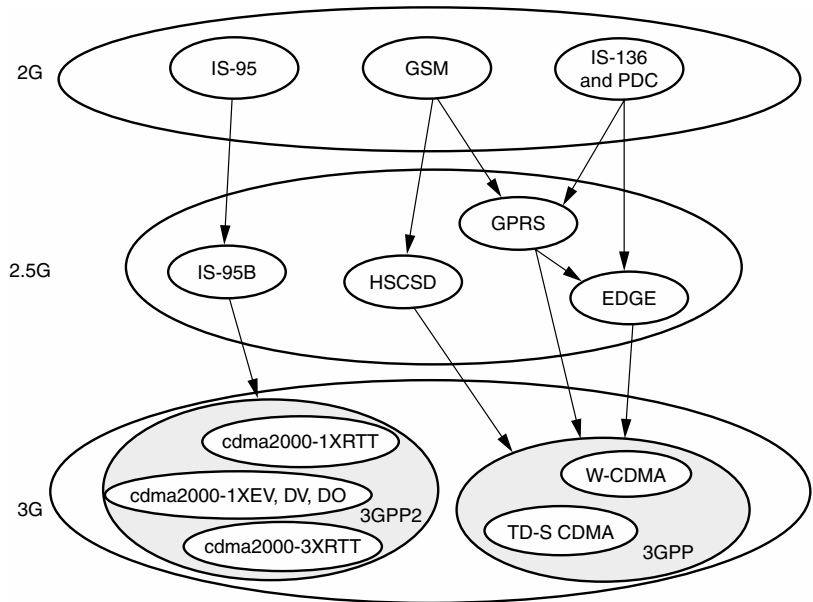 2G
IS-95
GSM
IS-136
and PDC
2.5G
GPRS
IS-95B
HSCSD
EDGE
3G
cdma2000-1XRTT
cdma2000-1XEV, DV, DO
3GPP2
cdma2000-3XRTT
W-CDMA
TD-S CDMA
3GPP